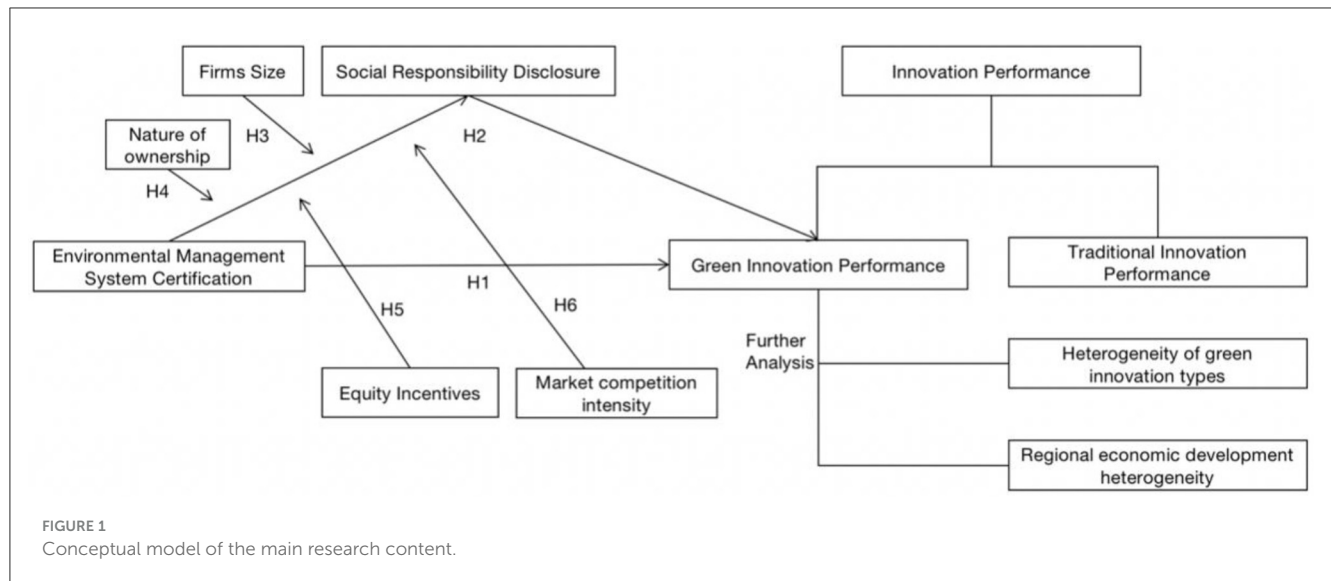 Firms Size
Social Responsibility Disclosure
Innovation Performance
H3
H2
Nature of
ownership
H4
Environmental Management
System Certification
H1
Green Innovation Performance
Traditional Innovation
Performance
H5
H6
Further
Analysis
Heterogeneity of green
innovation types
Equity Incentives
Market competition
intensity
Regional economic development
heterogeneity
FIGURE 1
Conceptual model of the main research content.